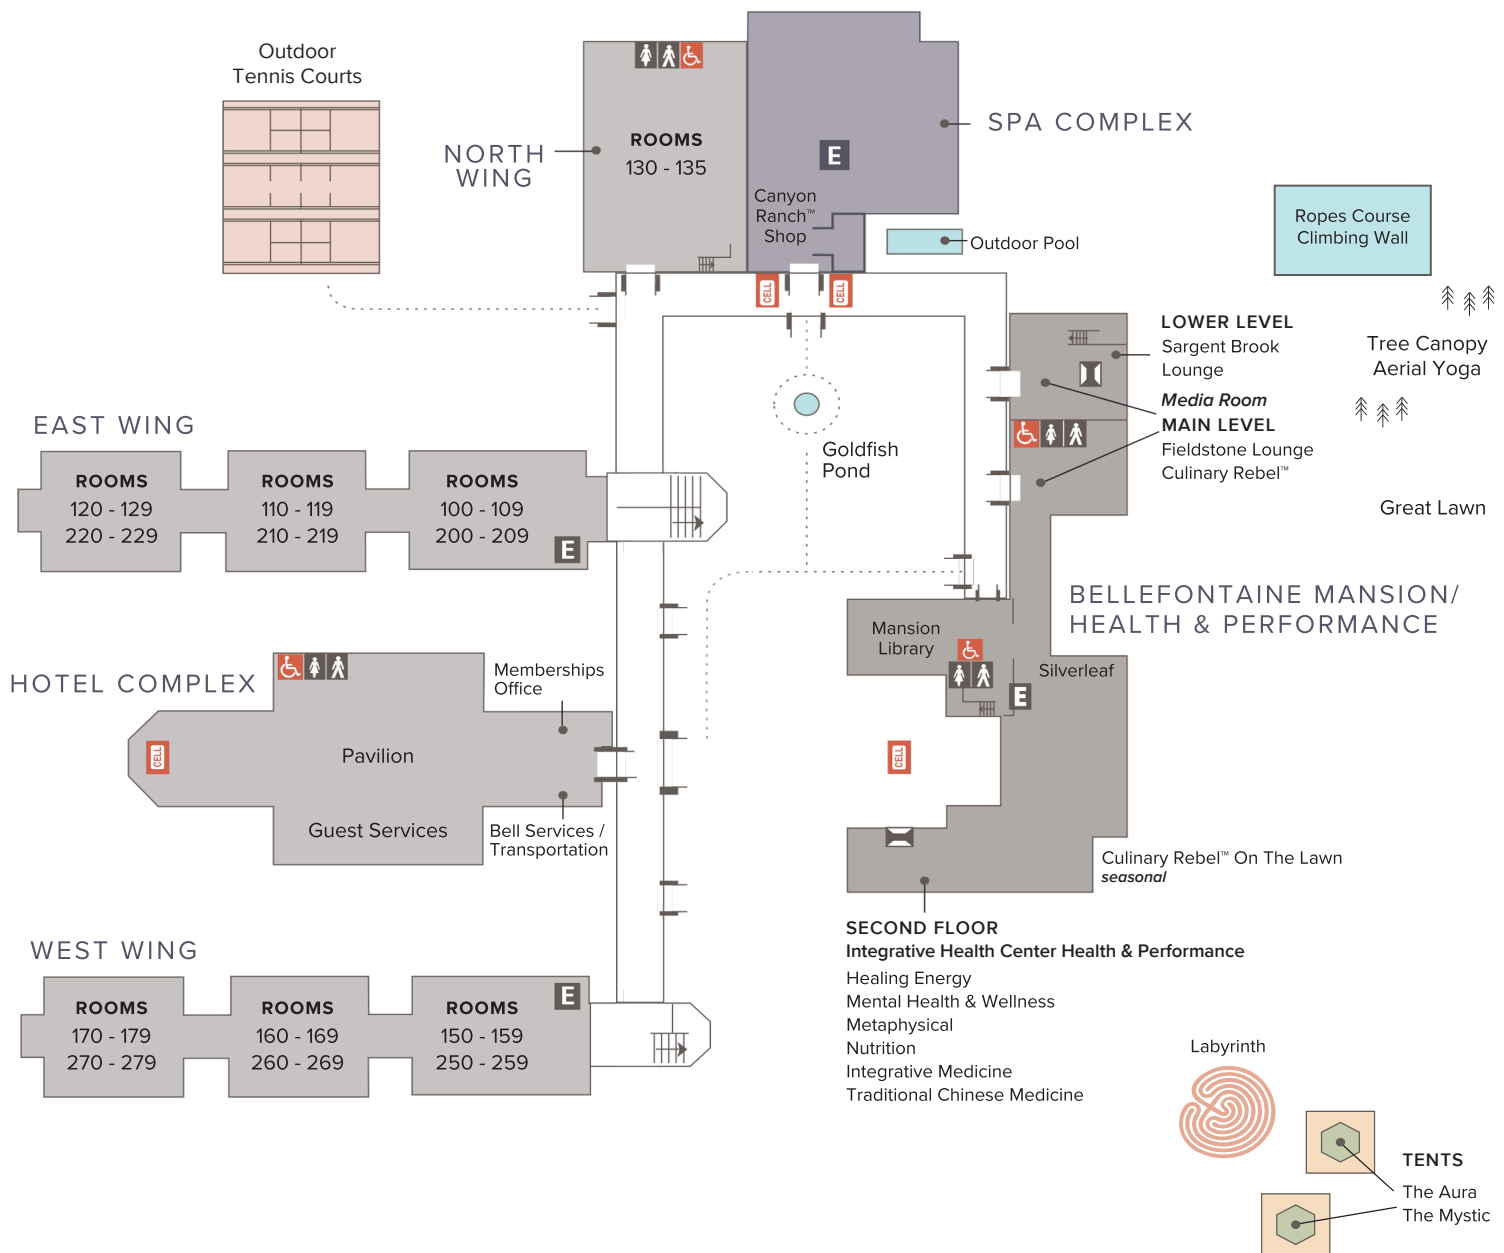 Outdoor
Tennis Courts
NORTH
WING
ROOMS
130 - 135
SPA COMPLEX
E
Canyon
Ranch™
Shop
Outdoor Pool
CELL
CELL
Ropes Course
Climbing Wall
LOWER LEVEL
Sargent Brook
Lounge
Media Room
MAIN LEVEL
Fieldstone Lounge
Culinary Rebel™
Tree Canopy
Aerial Yoga
Great Lawn
Goldfish
Pond
EAST WING
ROOMS
120 - 129
220 - 229
ROOMS
110 - 119
210 - 219
ROOMS
100 - 109
200 - 209
E
BELLEFONTAINE MANSION/
HEALTH & PERFORMANCE
Mansion
Library
Silverleaf
E
CELL
HOTEL COMPLEX
Memberships
Office
CELL
Pavilion
Guest Services
Bell Services /
Transportation
Culinary Rebel™ On The Lawn
seasonal
SECOND FLOOR
Integrative Health Center Health & Performance
Healing Energy
Mental Health & Wellness
Metaphysical
Nutrition
Integrative Medicine
Traditional Chinese Medicine
WEST WING
ROOMS
170 - 179
270 - 279
ROOMS
160 - 169
260 - 269
ROOMS
150 - 159
250 - 259
E
Labyrinth
TENTS
The Aura
The Mystic